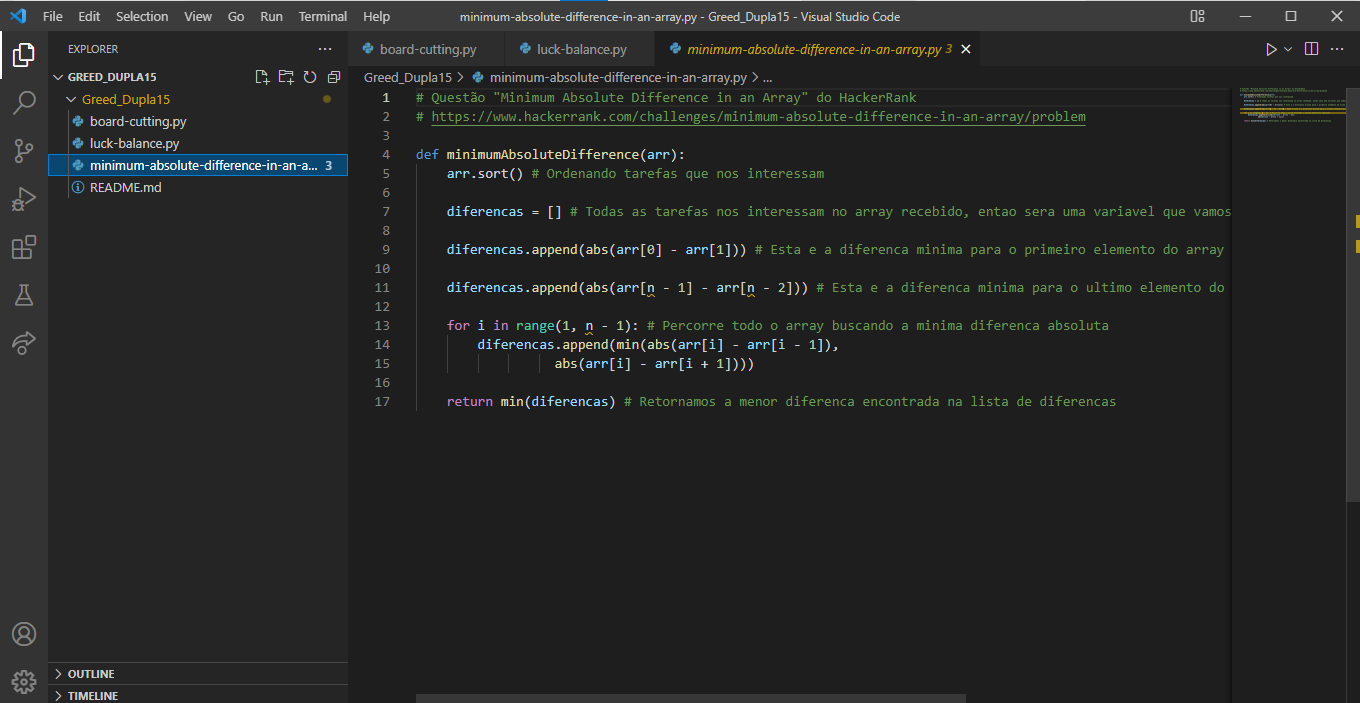 File Edit Selection View Go Run Terminal Help minimum-absolute-difference-in-an-array.py - Greed_Dupla15 - Visual Studio Code
EXPLORER
GREED_DUPLA15
Greed_Dupla15
board-cutting.py
luck-balance.py
minimum-absolute-difference-in-an-a... 3
README.md
OUTLINE
TIMELINE
board-cutting.py luck-balance.py minimum-absolute-difference-in-an-array.py 3
Greed_Dupla15 > minimum-absolute-difference-in-an-array.py > ...
1 # Questão "Minimum Absolute Difference in an Array" do HackerRank
2 # https://www.hackerrank.com/challenges/minimum-absolute-difference-in-an-array/problem
3
4 def minimumAbsoluteDifference(arr):
5 arr.sort() # Ordenando tarefas que nos interessam
6
7 diferencas = [] # Todas as tarefas nos interessam no array recebido, entao sera uma variavel que vamos
8
9 diferencas.append(abs(arr[0] - arr[1])) # Esta e a diferenca minima para o primeiro elemento do array
10
11 diferencas.append(abs(arr[n - 1] - arr[n - 2])) # Esta e a diferenca minima para o ultimo elemento do
12
13 for i in range(1, n - 1): # Percorre todo o array buscando a minima diferenca absoluta
14 diferencas.append(min(abs(arr[i] - arr[i - 1]),
15 abs(arr[i] - arr[i + 1])))
16
17 return min(diferencas) # Retornamos a menor diferenca encontrada na lista de diferencas